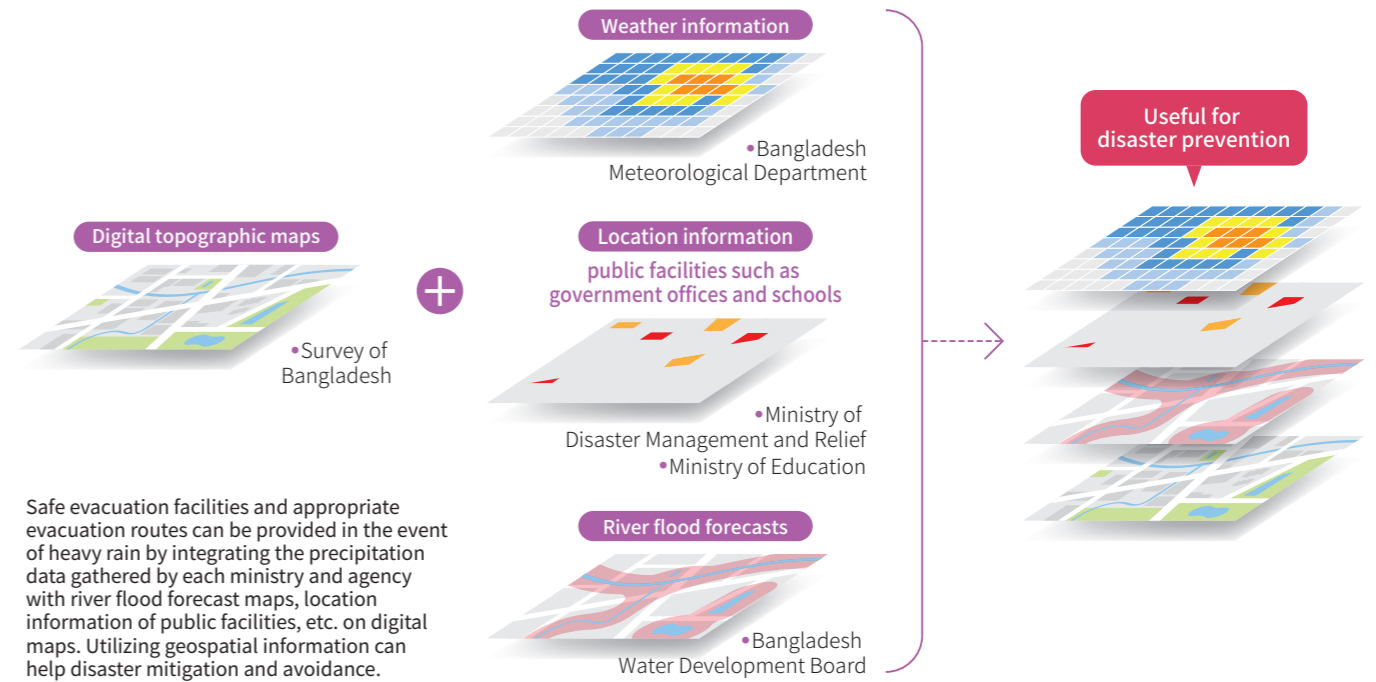 Weather information
•Bangladesh
Meteorological Department
Useful for
disaster prevention
Digital topographic maps
•Survey of
Bangladesh
Location information
public facilities such as
government offices and schools
•Ministry of
Disaster Management and Relief
•Ministry of Education
River flood forecasts
•Bangladesh
Water Development Board
Safe evacuation facilities and appropriate
evacuation routes can be provided in the event
of heavy rain by integrating the precipitation
data gathered by each ministry and agency
with river flood forecast maps, location
information of public facilities, etc. on digital
maps. Utilizing geospatial information can
help disaster mitigation and avoidance.